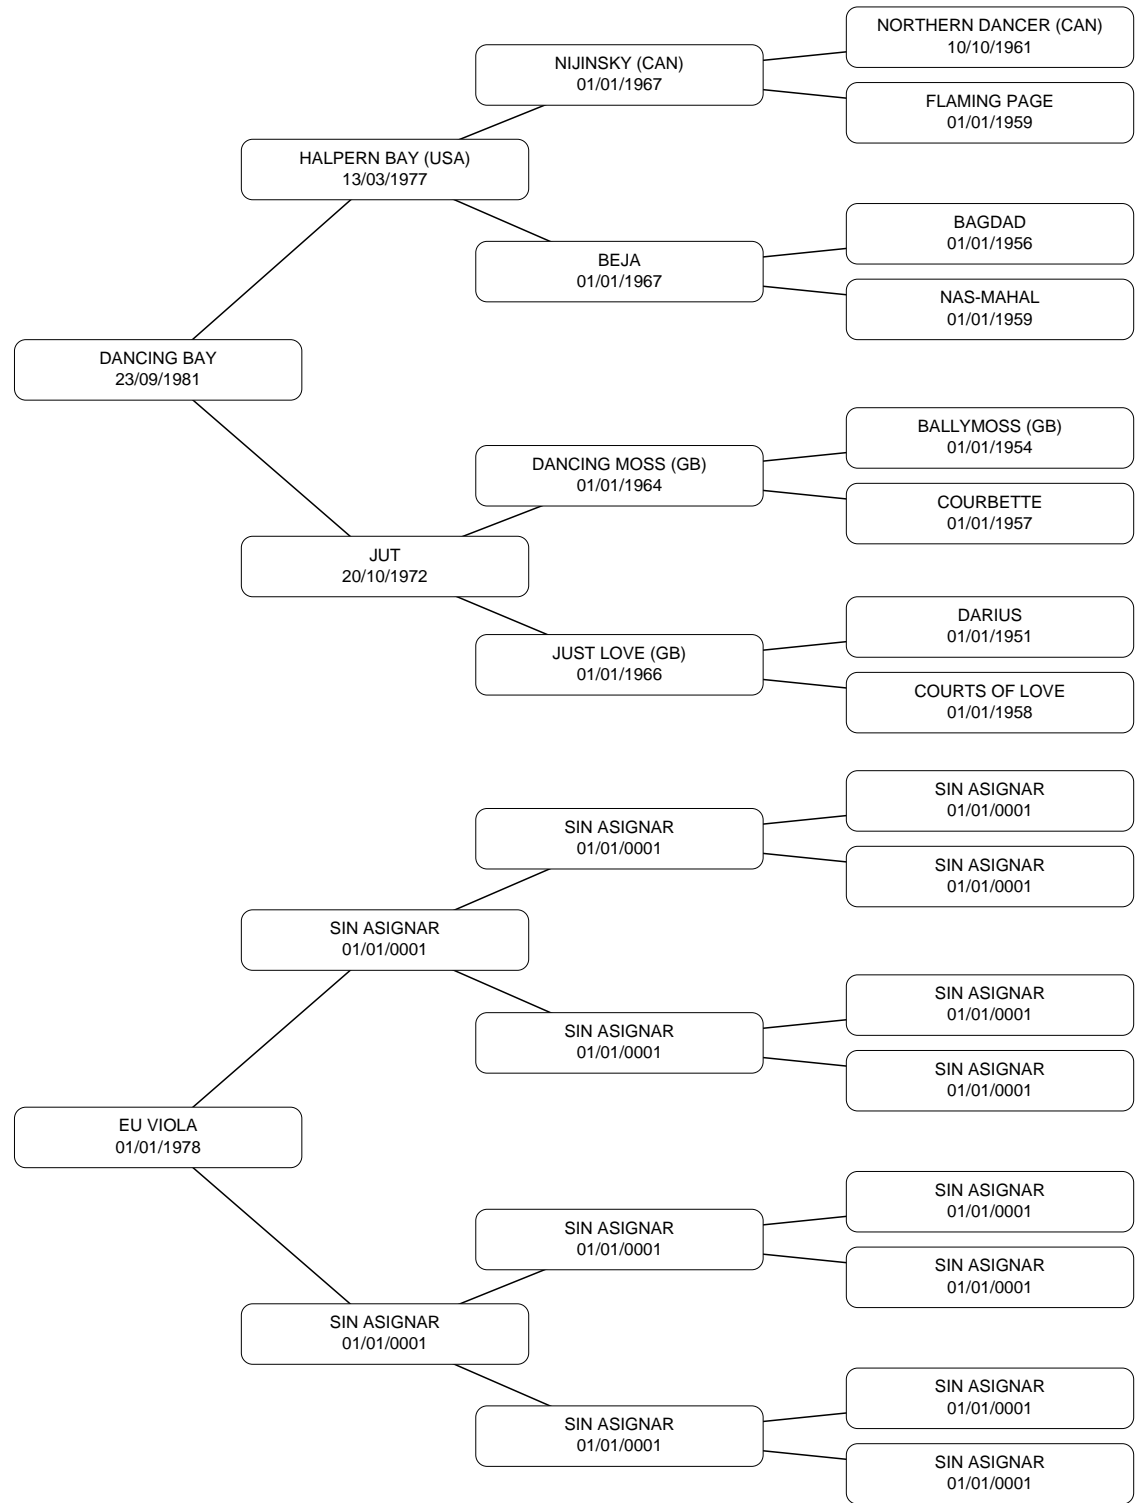 NORTHERN DANCER (CAN)
10/10/1961
NIJINSKY (CAN)
01/01/1967
FLAMING PAGE
01/01/1959
HALPERN BAY (USA)
13/03/1977
BAGDAD
01/01/1956
BEJA
01/01/1967
NAS-MAHAL
01/01/1959
DANCING BAY
23/09/1981
BALLYMOSS (GB)
01/01/1954
DANCING MOSS (GB)
01/01/1964
COURBETTE
01/01/1957
JUT
20/10/1972
DARIUS
01/01/1951
JUST LOVE (GB)
01/01/1966
COURTS OF LOVE
01/01/1958
SIN ASIGNAR
01/01/0001
SIN ASIGNAR
01/01/0001
SIN ASIGNAR
01/01/0001
SIN ASIGNAR
01/01/0001
SIN ASIGNAR
01/01/0001
SIN ASIGNAR
01/01/0001
SIN ASIGNAR
01/01/0001
EU VIOLA
01/01/1978
SIN ASIGNAR
01/01/0001
SIN ASIGNAR
01/01/0001
SIN ASIGNAR
01/01/0001
SIN ASIGNAR
01/01/0001
SIN ASIGNAR
01/01/0001
SIN ASIGNAR
01/01/0001
SIN ASIGNAR
01/01/0001